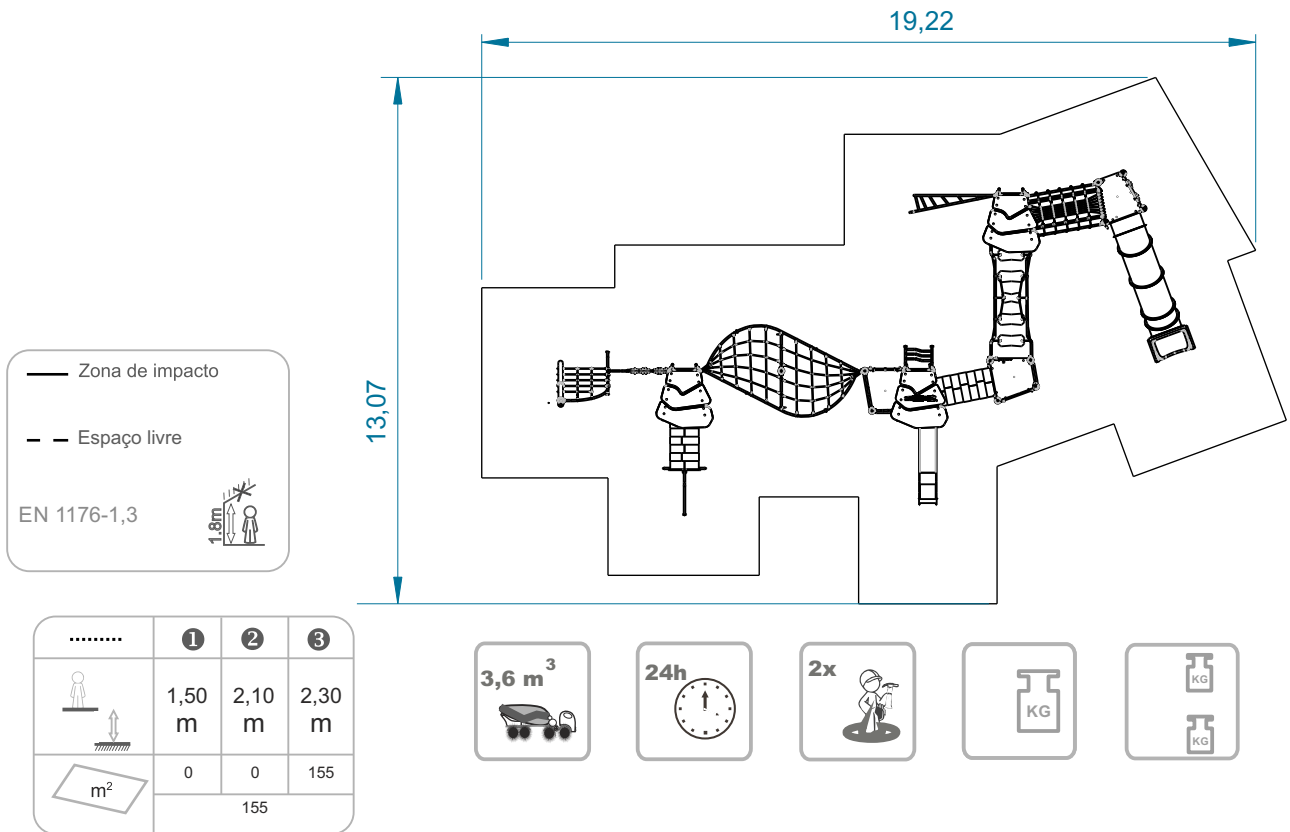 19,22
13,07
Zona de impacto
Espaço livre
EN 1176-1,3
1.8m
......... ❶ ❷ ❸
1,50 m 2,10 m 2,30 m
m² 0 0 155
155
3,6 m³
24h
2x
KG
KG
KG